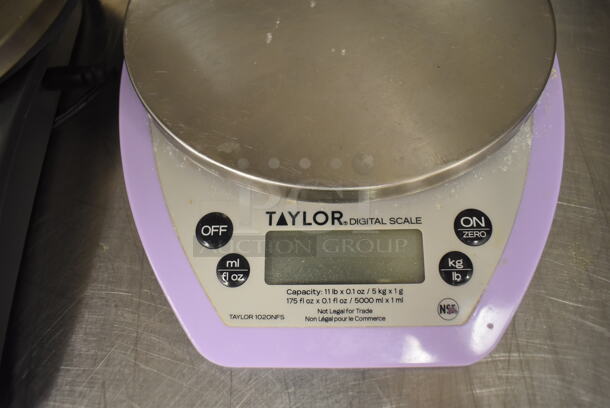 TAYLOR® DIGITAL SCALE
OFF
ON
ZERO
ml
fl oz
kg
lb
Capacity: 11 lb x 0.1 oz / 5 kg x 1 g
175 fl oz x 0.1 fl oz / 5000 ml x 1 ml
Not Legal for Trade
Non Légal pour le Commerce
TAYLOR 1020NFS
NSF
AUCTION GROUP